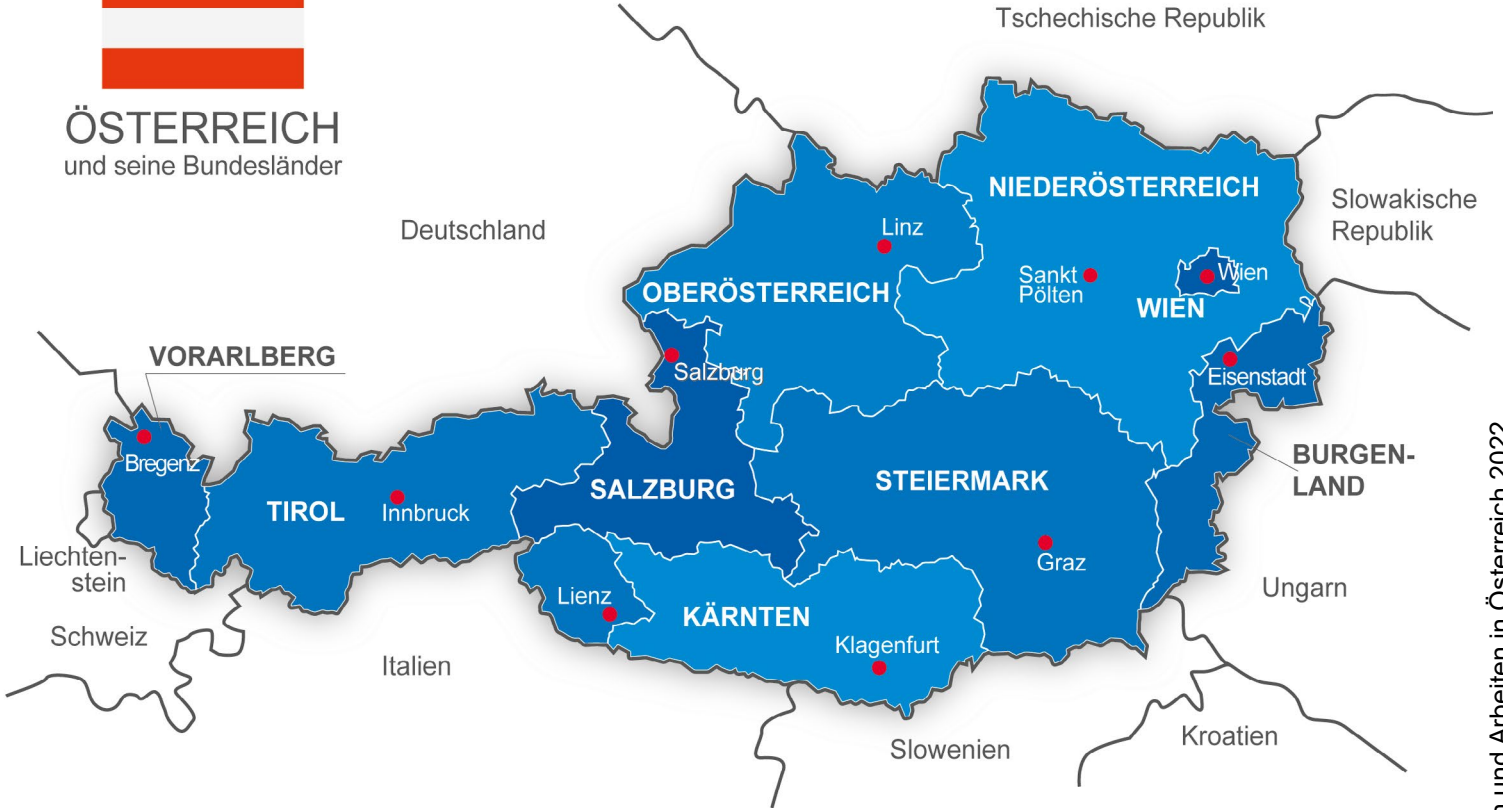 ÖSTERREICH
und seine Bundesländer
Tschechische Republik
Deutschland
Slowakische
Republik
NIEDERÖSTERREICH
Linz
OBERÖSTERREICH
Sankt
Pölten
Wien
WIEN
VORARLBERG
Salzburg
Eisenstadt
Bregenz
BURGEN-
LAND
TIROL
Innbruck
SALZBURG
STEIERMARK
Graz
Liechten-
stein
Ungarn
Lienz
KÄRNTEN
Klagenfurt
Schweiz
Italien
Slowenien
Kroatien
und Arbeiten in Österreich 2022